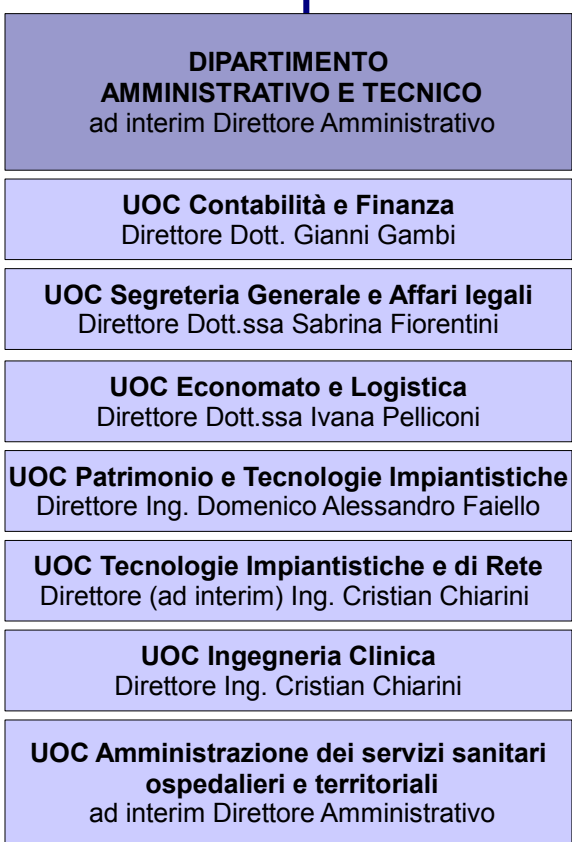 DIPARTIMENTO
AMMINISTRATIVO E TECNICO
ad interim Direttore Amministrativo
UOC Contabilità e Finanza
Direttore Dott. Gianni Gambi
UOC Segreteria Generale e Affari legali
Direttore Dott.ssa Sabrina Fiorentini
UOC Economato e Logistica
Direttore Dott.ssa Ivana Pelliconi
UOC Patrimonio e Tecnologie Impiantistiche
Direttore Ing. Domenico Alessandro Faiello
UOC Tecnologie Impiantistiche e di Rete
Direttore (ad interim) Ing. Cristian Chiarini
UOC Ingegneria Clinica
Direttore Ing. Cristian Chiarini
UOC Amministrazione dei servizi sanitari
ospedalieri e territoriali
ad interim Direttore Amministrativo